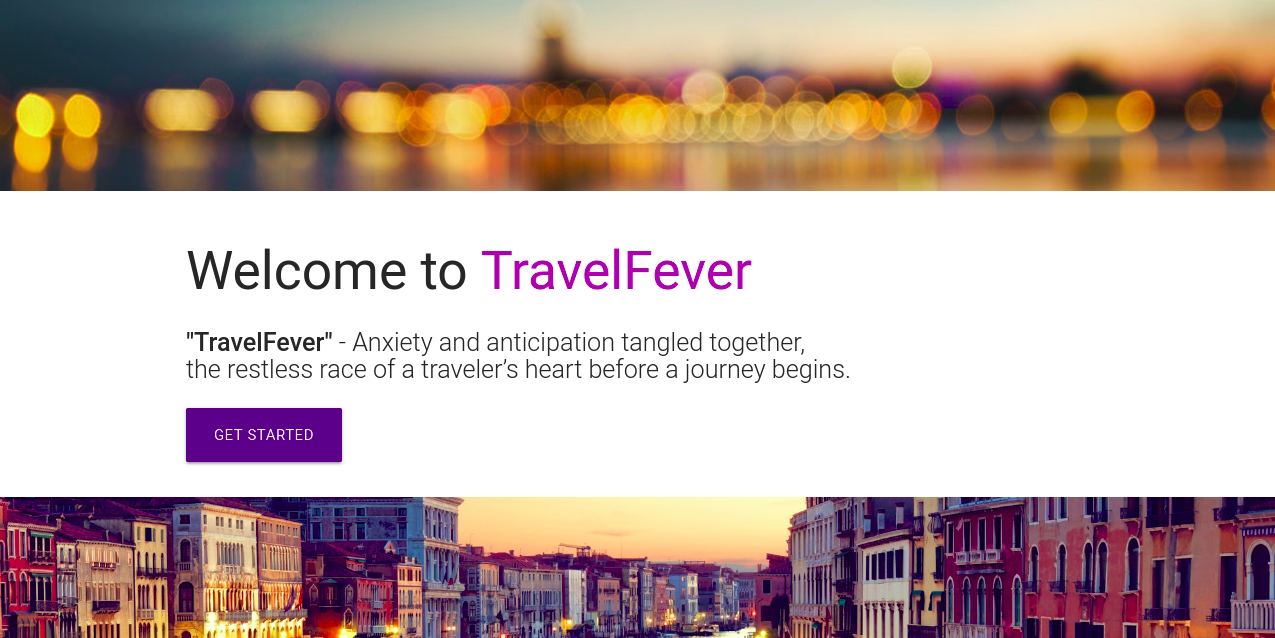 Welcome to TravelFever
"TravelFever" - Anxiety and anticipation tangled together,
the restless race of a traveler’s heart before a journey begins.
GET STARTED